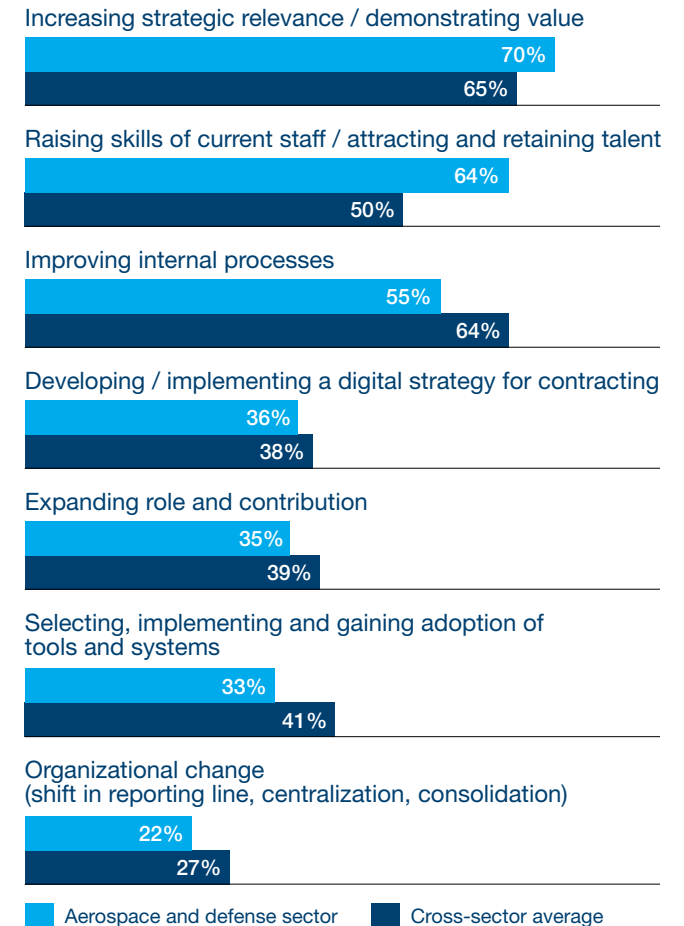 Increasing strategic relevance / demonstrating value
70%
65%
Raising skills of current staff / attracting and retaining talent
64%
50%
Improving internal processes
55%
64%
Developing / implementing a digital strategy for contracting
36%
38%
Expanding role and contribution
35%
39%
Selecting, implementing and gaining adoption of
tools and systems
33%
41%
Organizational change
(shift in reporting line, centralization, consolidation)
22%
27%
Aerospace and defense sector Cross-sector average